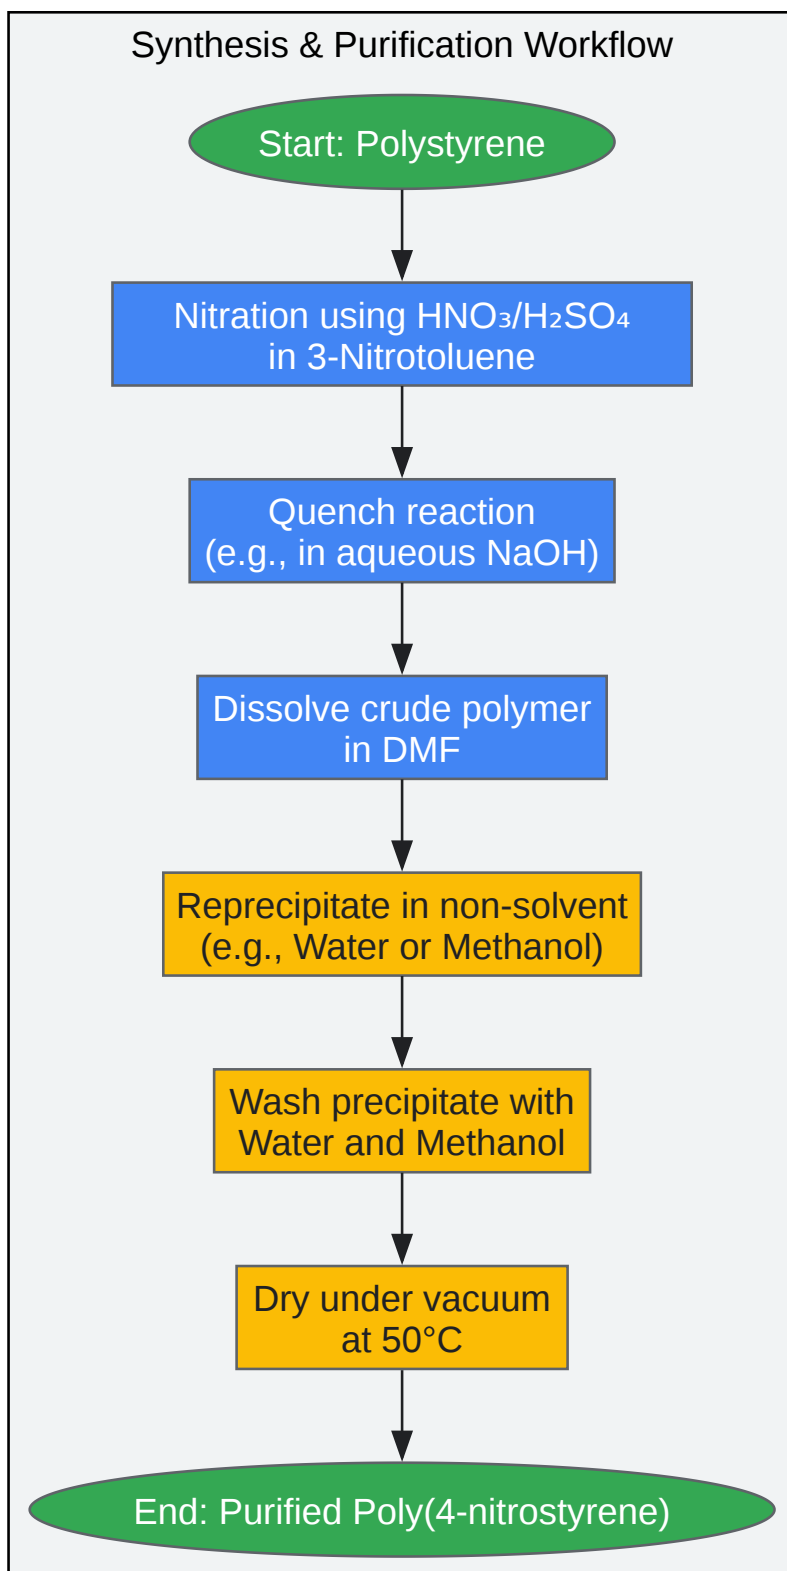 Synthesis & Purification Workflow
Start: Polystyrene
Nitration using HNO₃/H₂SO₄
in 3-Nitrotoluene
Quench reaction
(e.g., in aqueous NaOH)
Dissolve crude polymer
in DMF
Reprecipitate in non-solvent
(e.g., Water or Methanol)
Wash precipitate with
Water and Methanol
Dry under vacuum
at 50°C
End: Purified Poly(4-nitrostyrene)